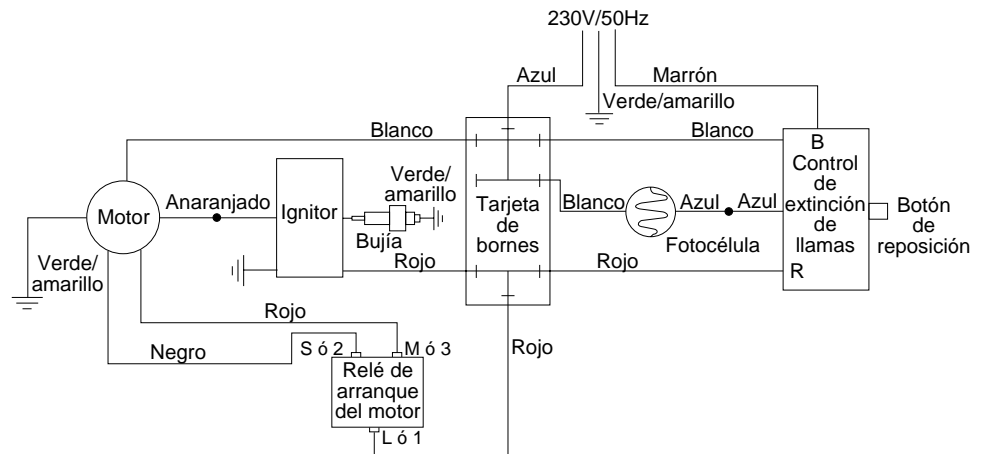 230V/50Hz
Azul
Marrón
Verde/amarillo
Blanco
Blanco
B
Control
de
extinción
de
llamas
R
Botón
de
reposición
Verde/
amarillo
Anaranjado
Ignitor
Motor
Bujía
Tarjeta
de
bornes
Blanco
Azul
Azul
Fotocélula
Verde/
amarillo
Rojo
Rojo
Rojo
Negro
S ó 2
M ó 3
Rojo
Relé de
arranque
del motor
L ó 1